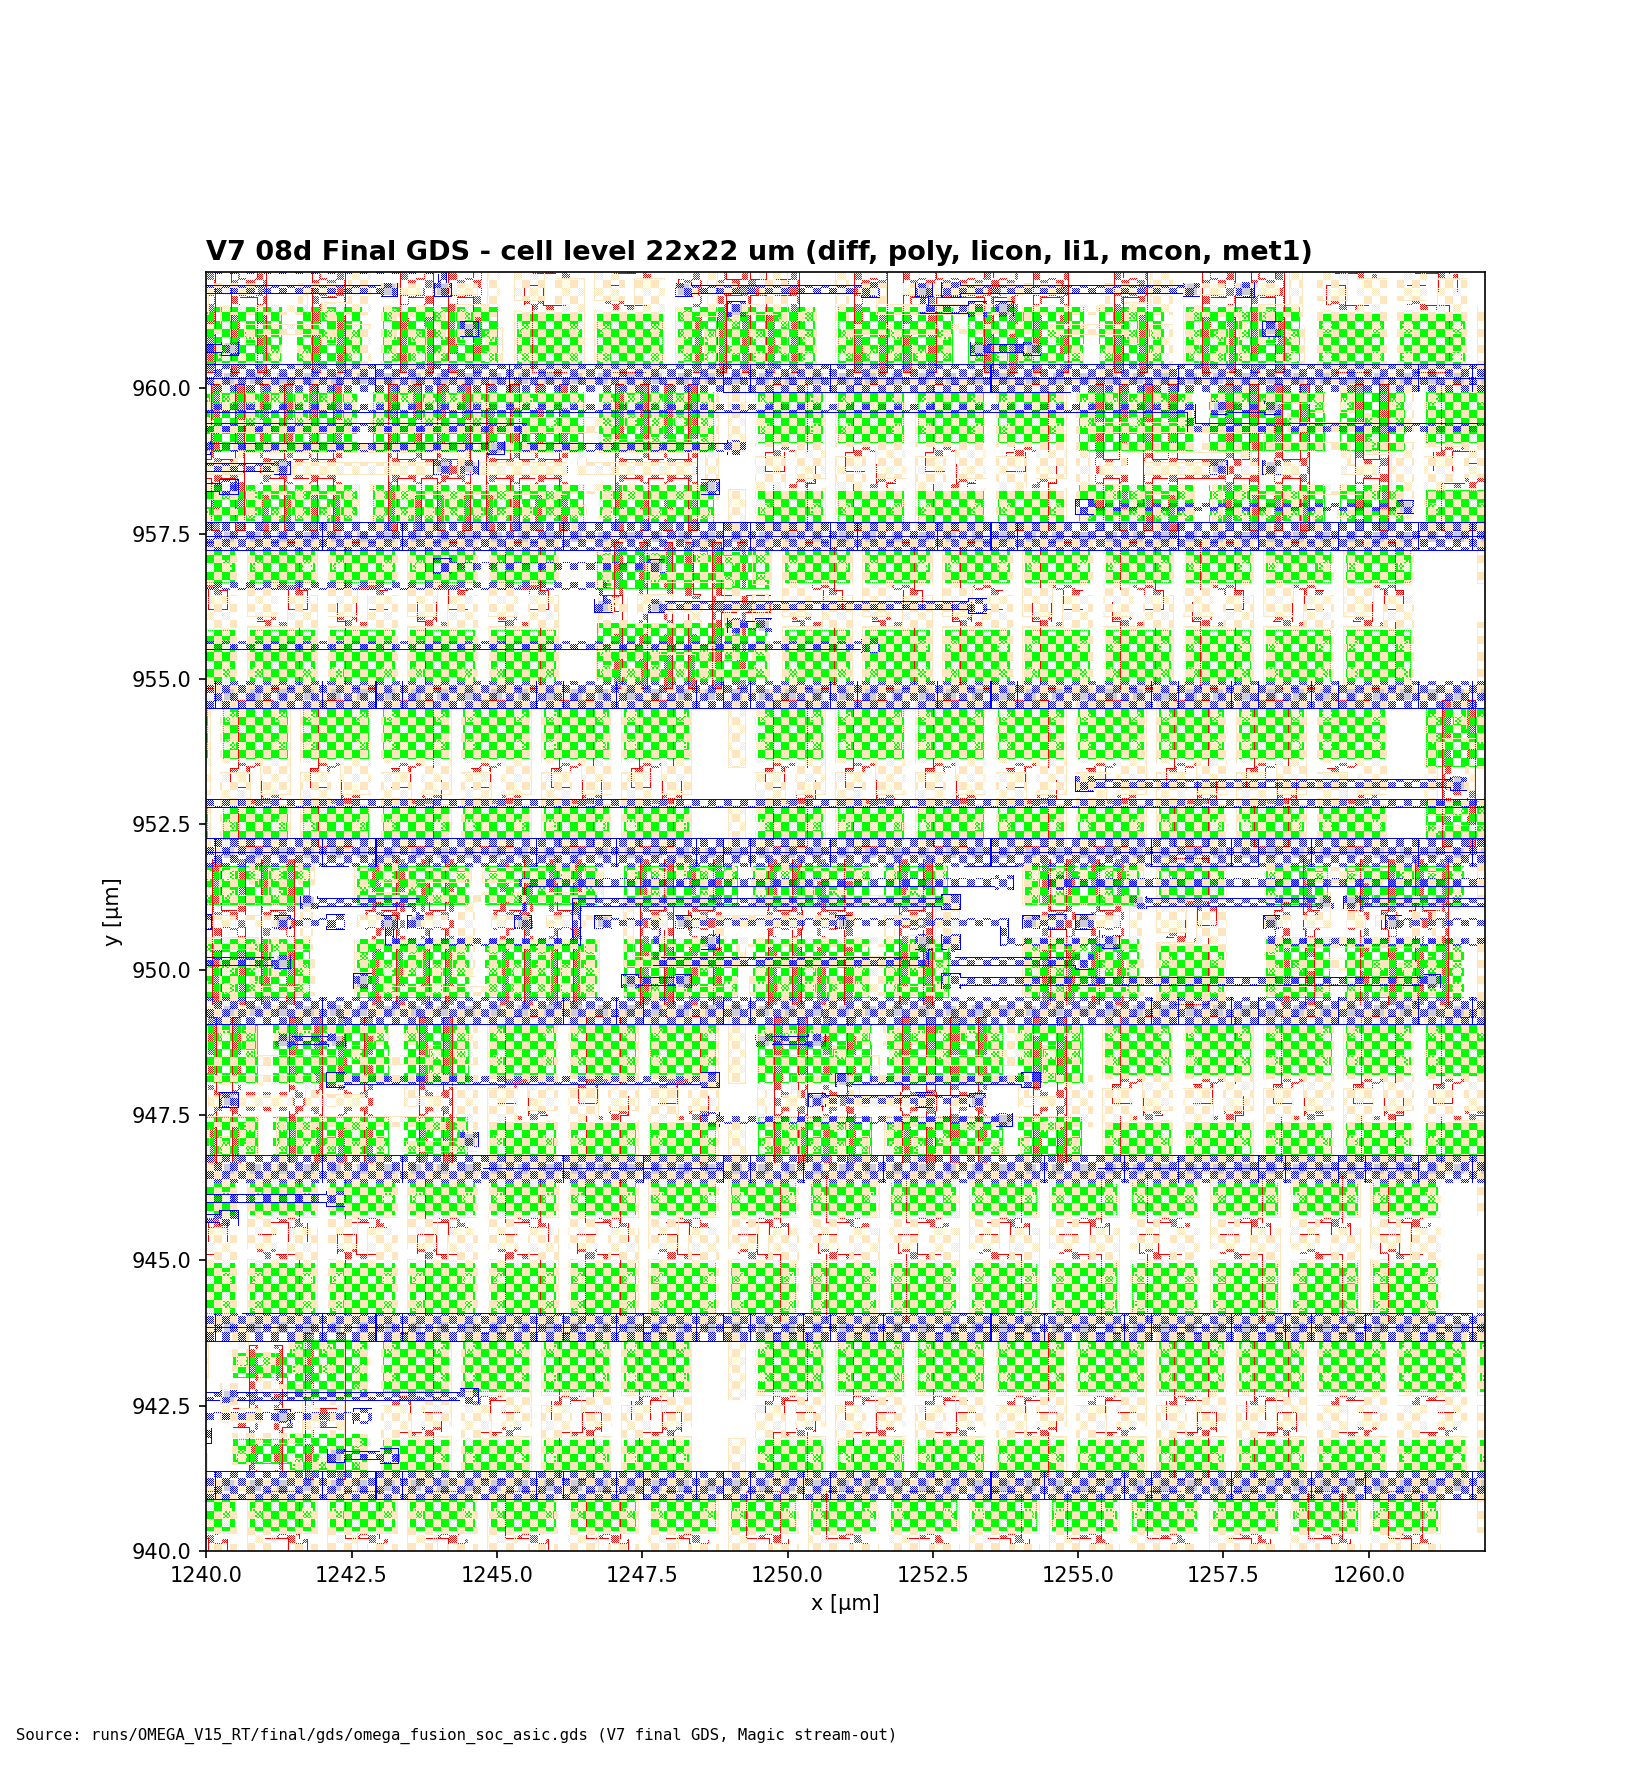 V7 08d Final GDS - cell level 22x22 um (diff, poly, licon, li1, mcon, met1)
960.0
957.5
955.0
952.5
950.0
947.5
945.0
942.5
940.0
y [µm]
1240.0 1242.5 1245.0 1247.5 1250.0 1252.5 1255.0 1257.5 1260.0
x [µm]
Source: runs/OMEGA_V15_RT/final/gds/omega_fusion_soc_asic.gds (V7 final GDS, Magic stream-out)